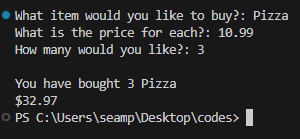 What item would you like to buy?: Pizza
What is the price for each?: 10.99
How many would you like?: 3
You have bought 3 Pizza
$32.97
PS C:\Users\seamp\Desktop\codes>